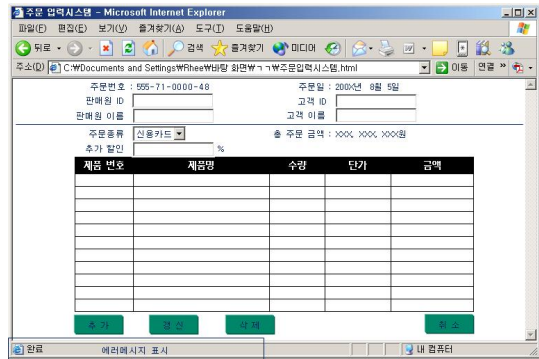 주문 입력시스템 - Microsoft Internet Explorer
파일(F) 편집(E) 보기(V) 즐겨찾기(A) 도구(T) 도움말(H)
뒤로 검색 즐겨찾기 미디어
주소(D) C:₩Documents and Settings₩Rhee₩바탕 화면₩ㄱㄱ₩주문입력시스템.html 이동 연결 »
주문번호 : 555-71-0000-48 주문일 : 200X년 8월 5일
판매원 ID 고객 ID
판매원 이름 고객 이름
주문종류 신용카드 총 주문 금액 : XXX, XXX, XXX원
추가 할인 %
제품 번호 제품명 수량 단가 금액
추 가 갱 신 삭 제 취 소
완료 에러메시지 표시 내 컴퓨터